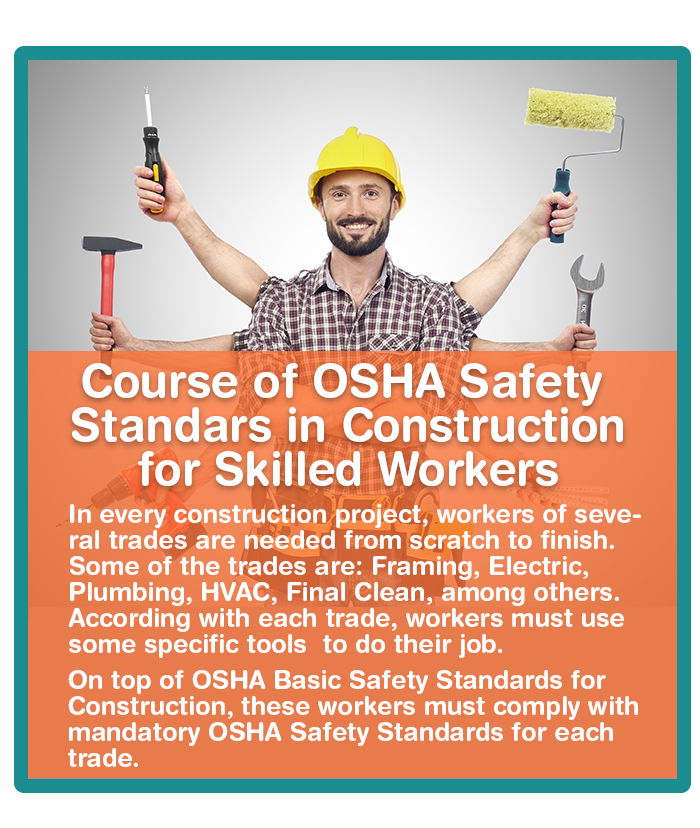 Course of OSHA Safety
Standars in Construction
for Skilled Workers
In every construction project, workers of seve-
ral trades are needed from scratch to finish.
Some of the trades are: Framing, Electric,
Plumbing, HVAC, Final Clean, among others.
According with each trade, workers must use
some specific tools  to do their job.
On top of OSHA Basic Safety Standards for
Construction, these workers must comply with
mandatory OSHA Safety Standards for each
trade.